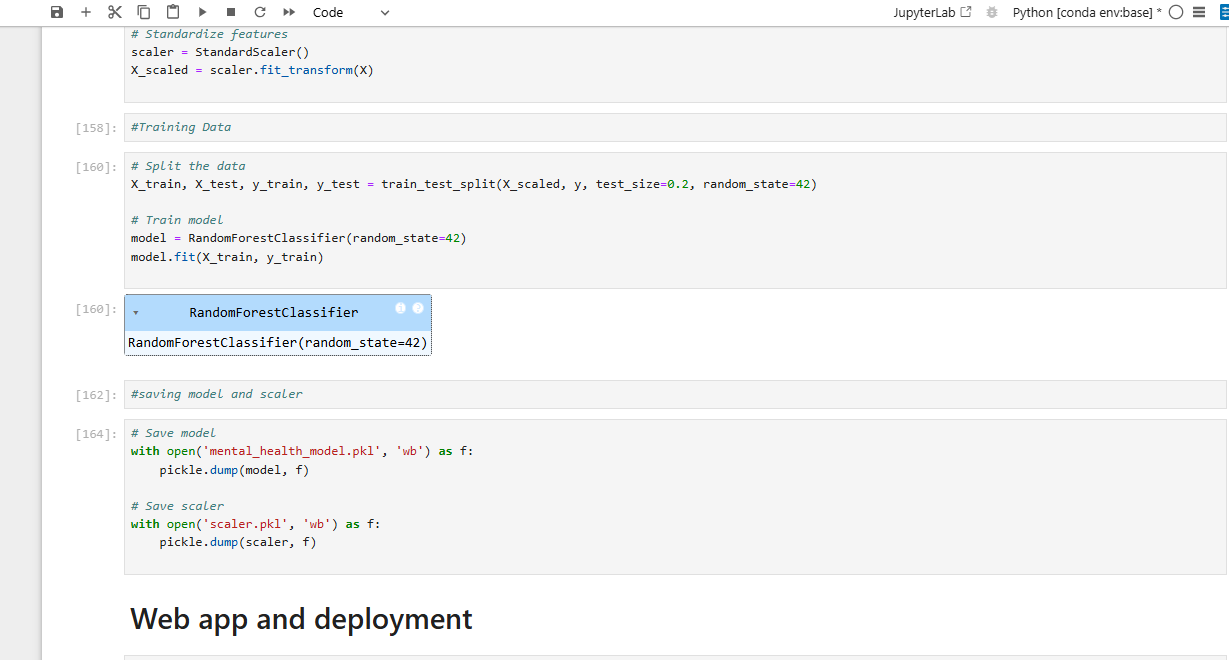 Code
JupyterLab
Python [conda env:base] *
# Standardize features
scaler = StandardScaler()
X_scaled = scaler.fit_transform(X)
[158]:
#Training Data
[160]:
# Split the data
X_train, X_test, y_train, y_test = train_test_split(X_scaled, y, test_size=0.2, random_state=42)
# Train model
model = RandomForestClassifier(random_state=42)
model.fit(X_train, y_train)
[160]:
RandomForestClassifier
i ?
RandomForestClassifier(random_state=42)
[162]:
#saving model and scaler
[164]:
# Save model
with open('mental_health_model.pkl', 'wb') as f:
    pickle.dump(model, f)
# Save scaler
with open('scaler.pkl', 'wb') as f:
    pickle.dump(scaler, f)
Web app and deployment